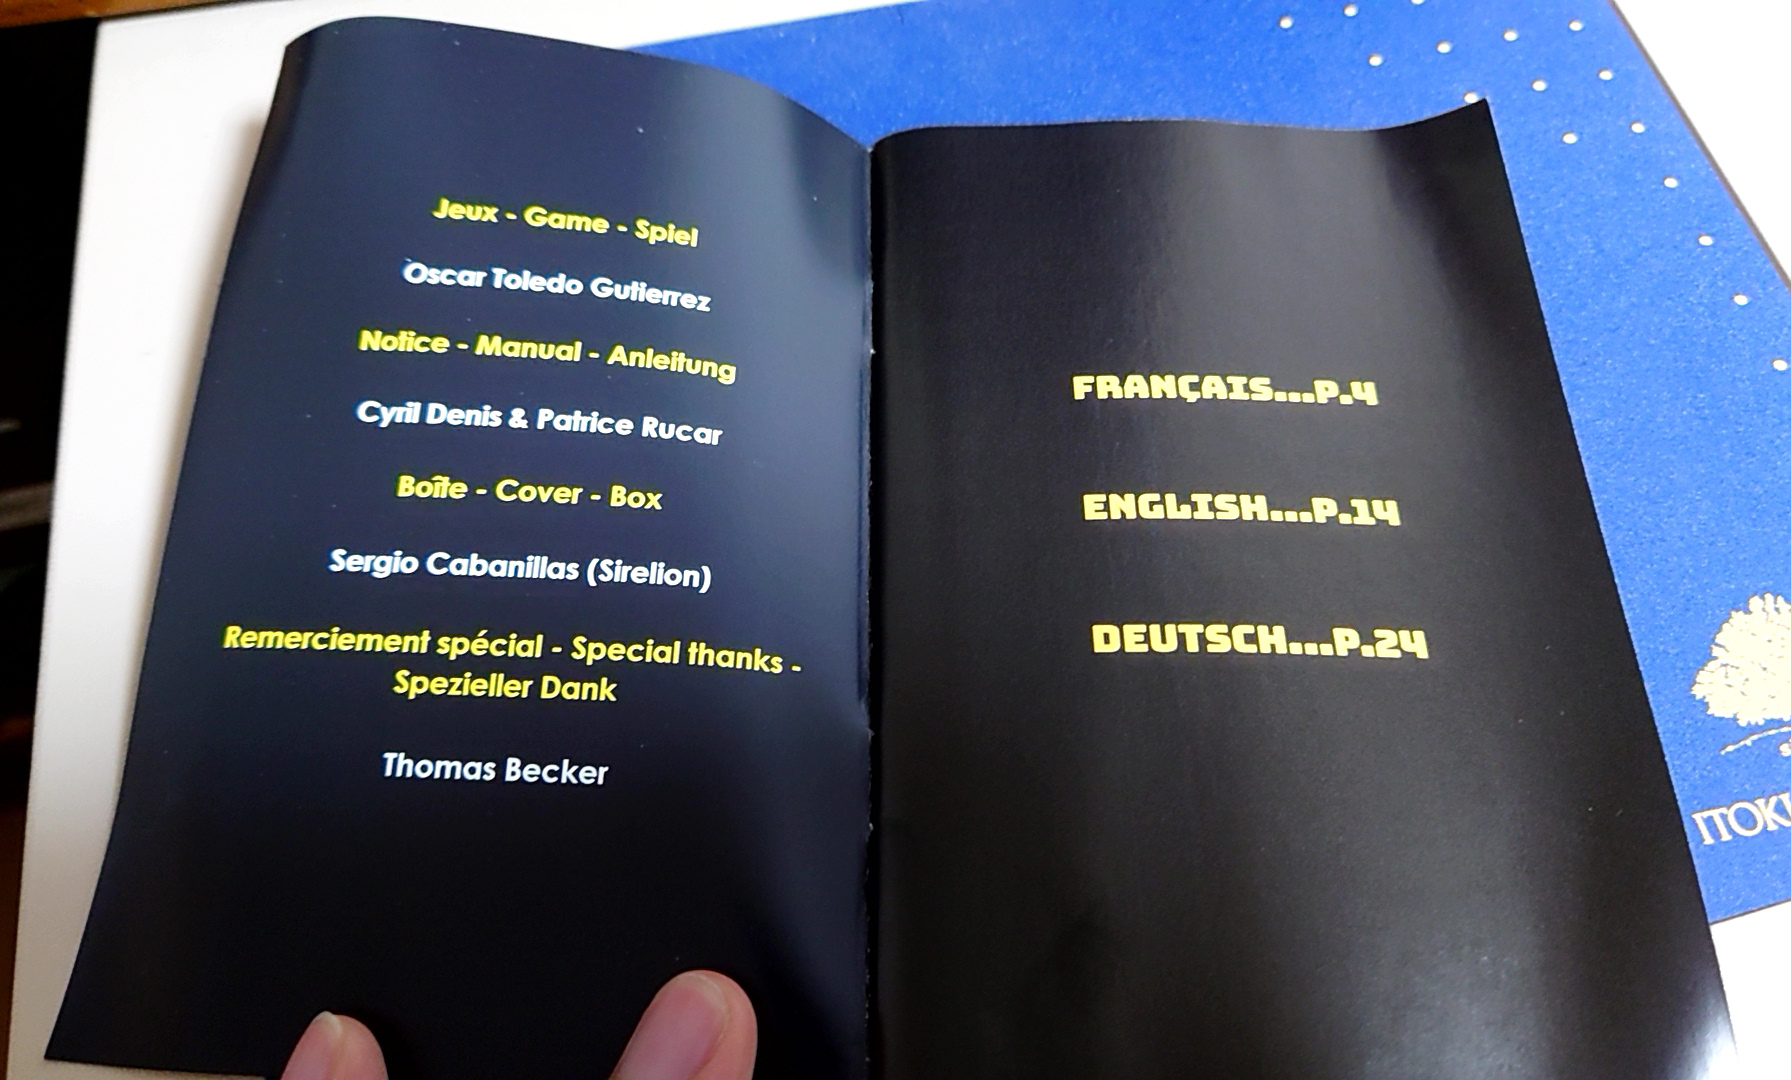 Jeux - Game - Spiel
Oscar Toledo Gutierrez
Notice - Manual - Anleitung
Cyril Denis & Patrice Rucar
Boîte - Cover - Box
Sergio Cabanillas (Sirelion)
Remerciement spécial - Special thanks -
Spezieller Dank
Thomas Becker
FRANÇAIS...P.4
ENGLISH...P.14
DEUTSCH...P.24